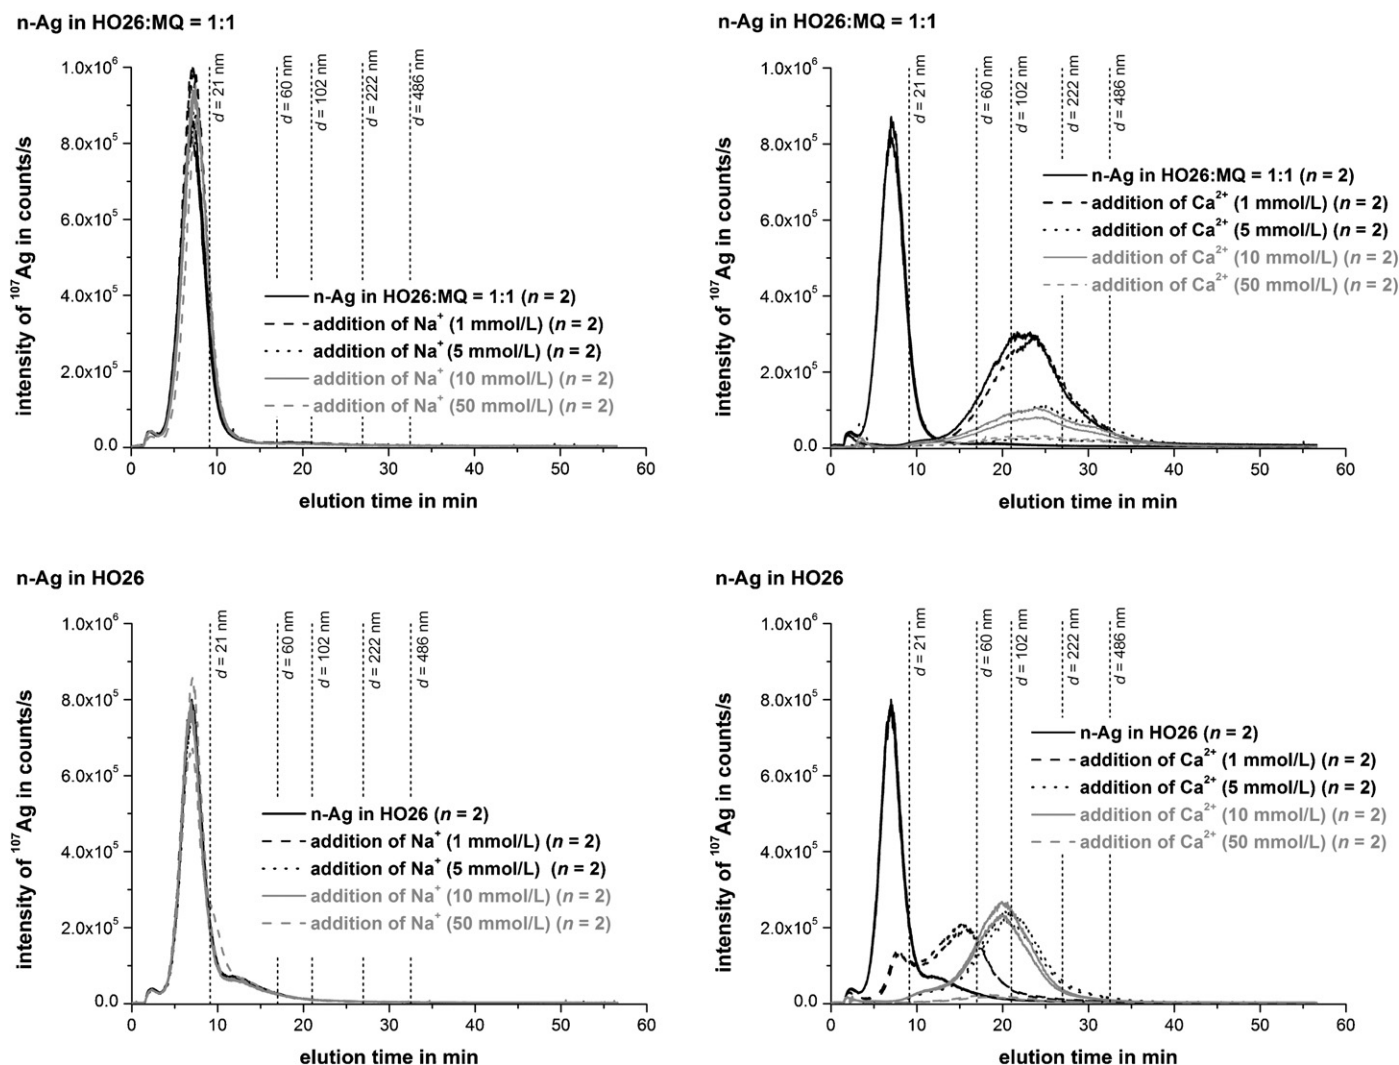 n-Ag in HO26:MQ = 1:1
intensity of ¹⁰⁷Ag in counts/s
1.0x10⁶
8.0x10⁵
6.0x10⁵
4.0x10⁵
2.0x10⁵
0.0
d = 21 nm
d = 60 nm
d = 102 nm
d = 222 nm
d = 486 nm
n-Ag in HO26:MQ = 1:1 (n = 2)
addition of Na⁺ (1 mmol/L) (n = 2)
addition of Na⁺ (5 mmol/L) (n = 2)
addition of Na⁺ (10 mmol/L) (n = 2)
addition of Na⁺ (50 mmol/L) (n = 2)
0 10 20 30 40 50 60
elution time in min
n-Ag in HO26:MQ = 1:1
intensity of ¹⁰⁷Ag in counts/s
1.0x10⁶
8.0x10⁵
6.0x10⁵
4.0x10⁵
2.0x10⁵
0.0
d = 21 nm
d = 60 nm
d = 102 nm
d = 222 nm
d = 486 nm
n-Ag in HO26:MQ = 1:1 (n = 2)
addition of Ca²⁺ (1 mmol/L) (n = 2)
addition of Ca²⁺ (5 mmol/L) (n = 2)
addition of Ca²⁺ (10 mmol/L) (n = 2)
addition of Ca²⁺ (50 mmol/L) (n = 2)
0 10 20 30 40 50 60
elution time in min
n-Ag in HO26
intensity of ¹⁰⁷Ag in counts/s
1.0x10⁶
8.0x10⁵
6.0x10⁵
4.0x10⁵
2.0x10⁵
0.0
d = 21 nm
d = 60 nm
d = 102 nm
d = 222 nm
d = 486 nm
n-Ag in HO26 (n = 2)
addition of Na⁺ (1 mmol/L) (n = 2)
addition of Na⁺ (5 mmol/L) (n = 2)
addition of Na⁺ (10 mmol/L) (n = 2)
addition of Na⁺ (50 mmol/L) (n = 2)
0 10 20 30 40 50 60
elution time in min
n-Ag in HO26
intensity of ¹⁰⁷Ag in counts/s
1.0x10⁶
8.0x10⁵
6.0x10⁵
4.0x10⁵
2.0x10⁵
0.0
d = 21 nm
d = 60 nm
d = 102 nm
d = 222 nm
d = 486 nm
n-Ag in HO26 (n = 2)
addition of Ca²⁺ (1 mmol/L) (n = 2)
addition of Ca²⁺ (5 mmol/L) (n = 2)
addition of Ca²⁺ (10 mmol/L) (n = 2)
addition of Ca²⁺ (50 mmol/L) (n = 2)
0 10 20 30 40 50 60
elution time in min